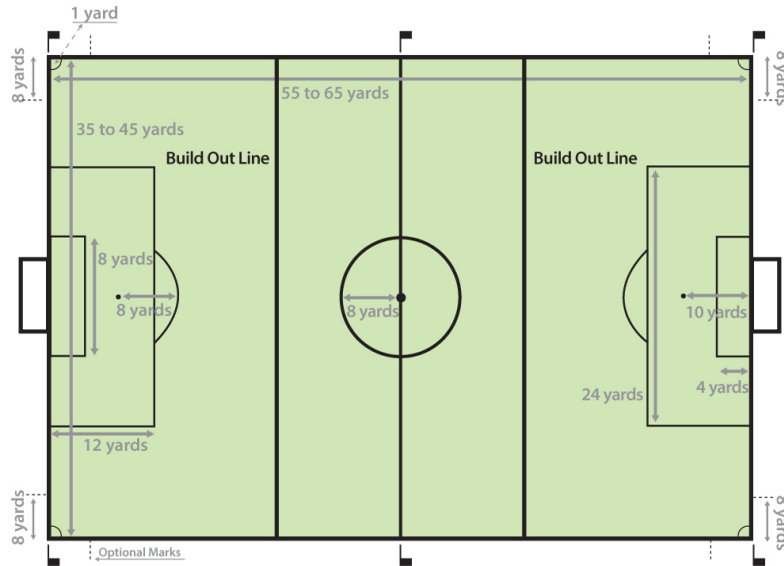 1 yard
8 yards
8 yards
55 to 65 yards
35 to 45 yards
Build Out Line
Build Out Line
8 yards
8 yards
8 yards
10 yards
4 yards
24 yards
12 yards
8 yards
8 yards
Optional Marks